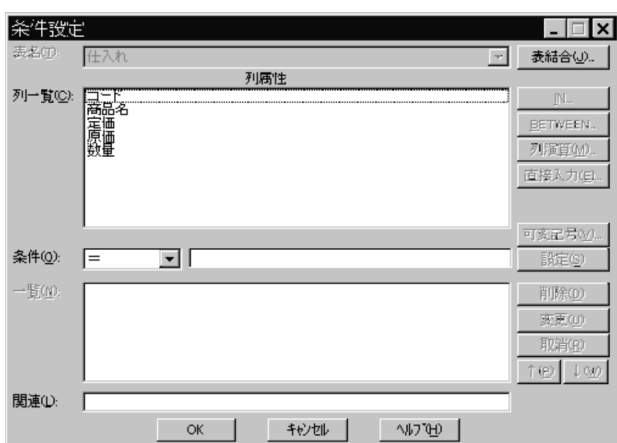 条件設定
表名(T):
仕入れ
表結合(J)..
列属性
列一覧(C):
コード
商品名
定価
原価
数量
IN..
BETWEEN..
列演算(M)..
直接入力(E)..
可変記号(V)..
条件(O):
=
設定(S)
一覧(N):
削除(D)
変更(U)
取消(R)
↑(P)
↓(W)
関連(L):
OK
キャンセル
ヘルプ(H)